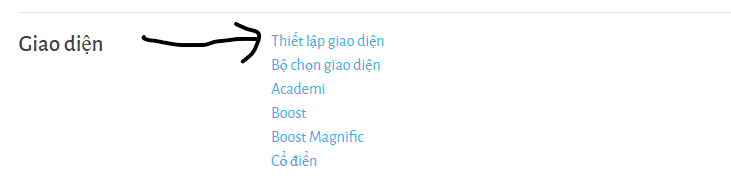 Giao diện
Thiết lập giao diện
Bộ chọn giao diện
Academi
Boost
Boost Magnific
Cổ điển